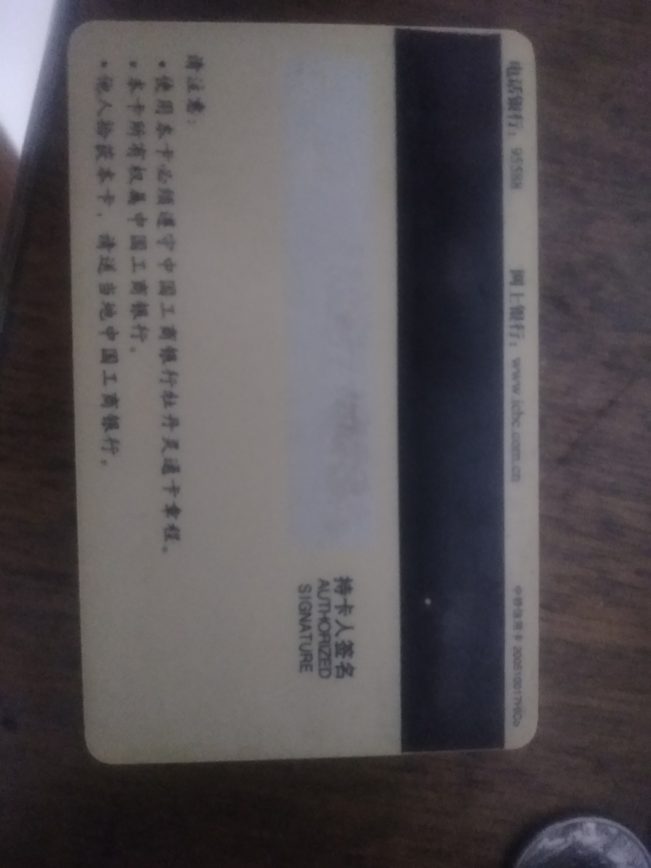 电话银行：95588 网上银行：www.icbc.com.cn
持卡人签名
AUTHORIZED
SIGNATURE
请注意：
• 使用本卡必须遵守中国工商银行牡丹灵通卡章程。
• 本卡所有权属中国工商银行。
• 他人拾获本卡，请送当地中国工商银行。